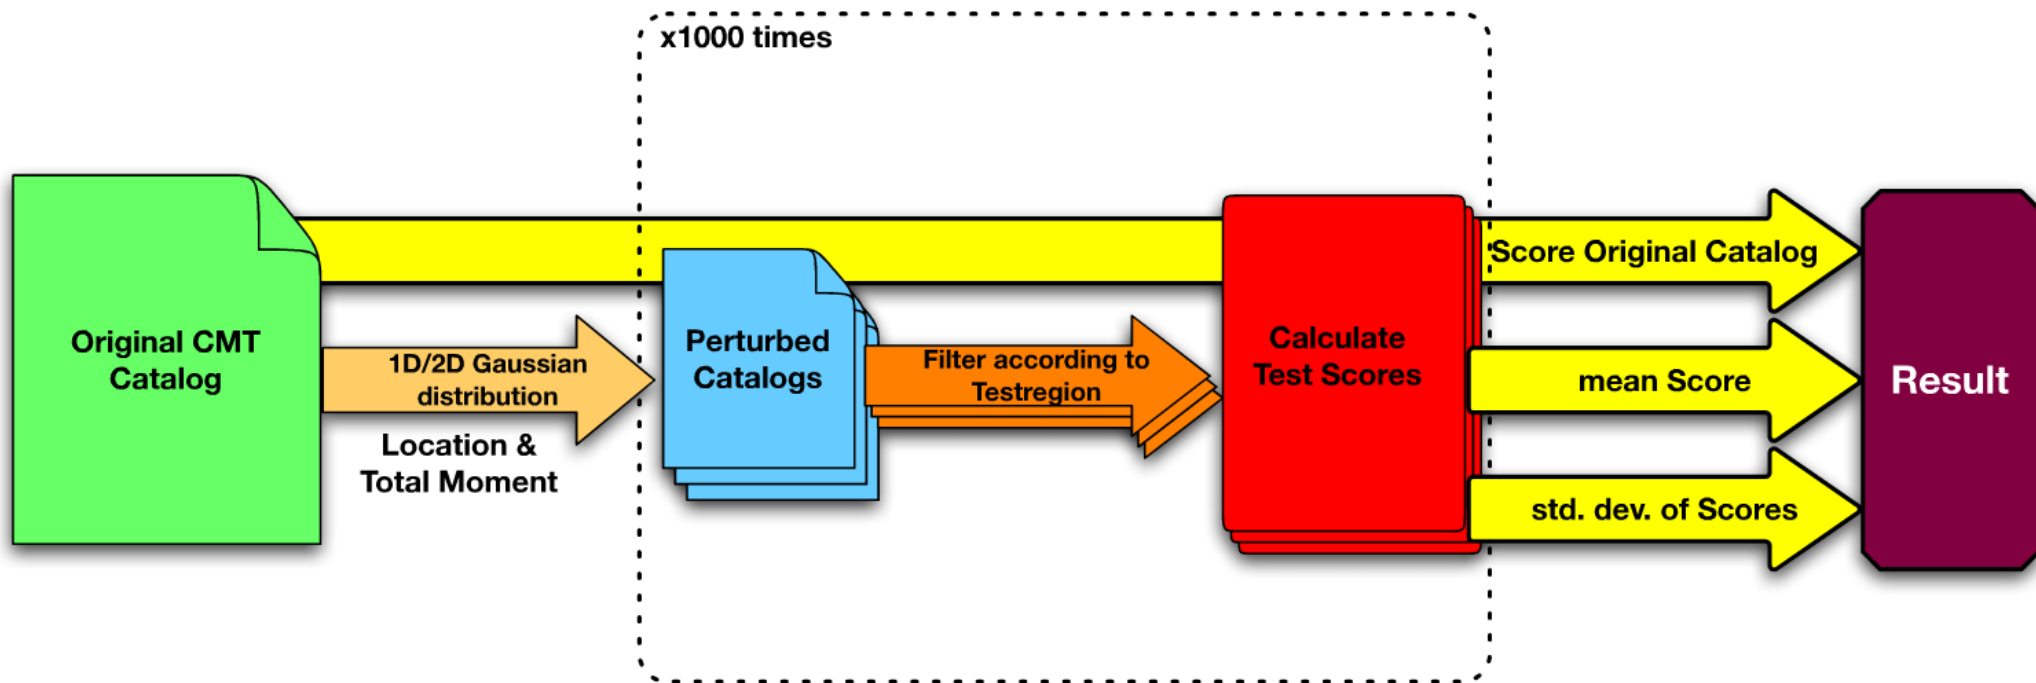 x1000 times
Original CMT
Catalog
1D/2D Gaussian
distribution
Location &
Total Moment
Perturbed
Catalogs
Filter according to
Testregion
Calculate
Test Scores
Score Original Catalog
mean Score
std. dev. of Scores
Result